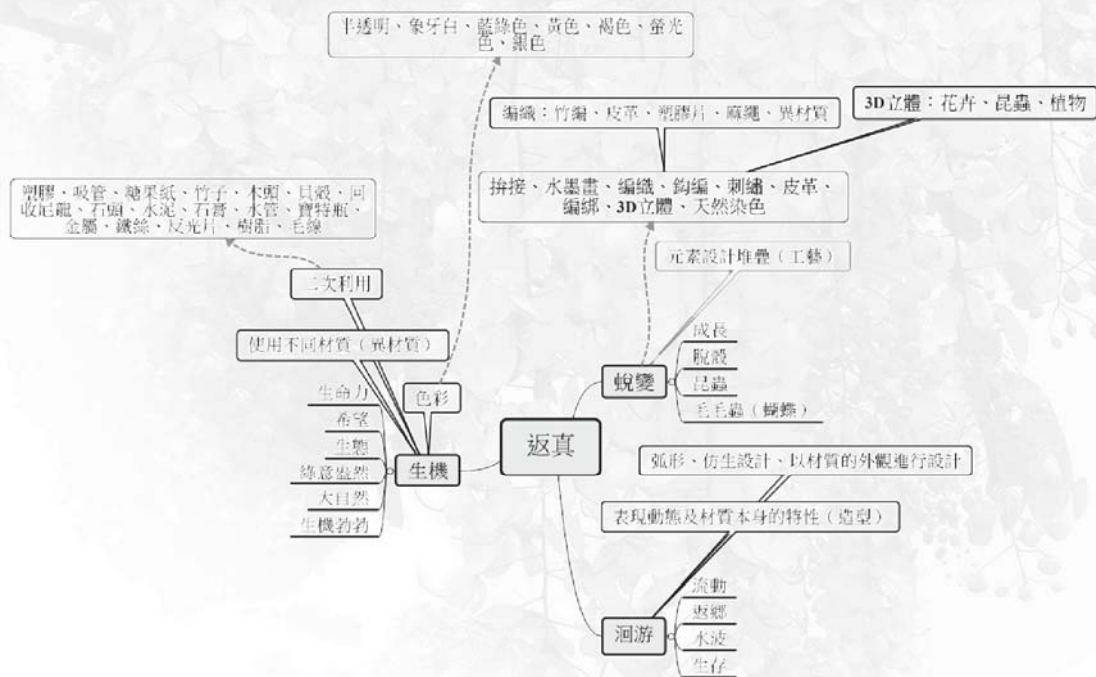 半透明、象牙白、藍綠色、黃色、褐色、螢光
色、銀色
編織：竹編、皮革、塑膠片、麻繩、異材質
3D立體：花卉、昆蟲、植物
塑膠、吸管、糖果紙、竹子、木頭、貝殼、回
收尼龍、石頭、水泥、石膏、水管、寶特瓶、
金屬、鐵絲、反光片、樹脂、毛線
拚接、水墨畫、編織、鈎編、刺繡、皮革、
編綁、3D立體、天然染色
元素設計堆疊（工藝）
二次利用
使用不同材質（異材質）
色彩
生命力
希望
生態
綠意盎然
大自然
生機勃勃
生機
返真
蛻變
成長
脫殼
昆蟲
毛毛蟲（蝴蝶）
弧形、仿生設計、以材質的外觀進行設計
表現動態及材質本身的特性（造型）
洄游
流動
返鄉
水波
生存